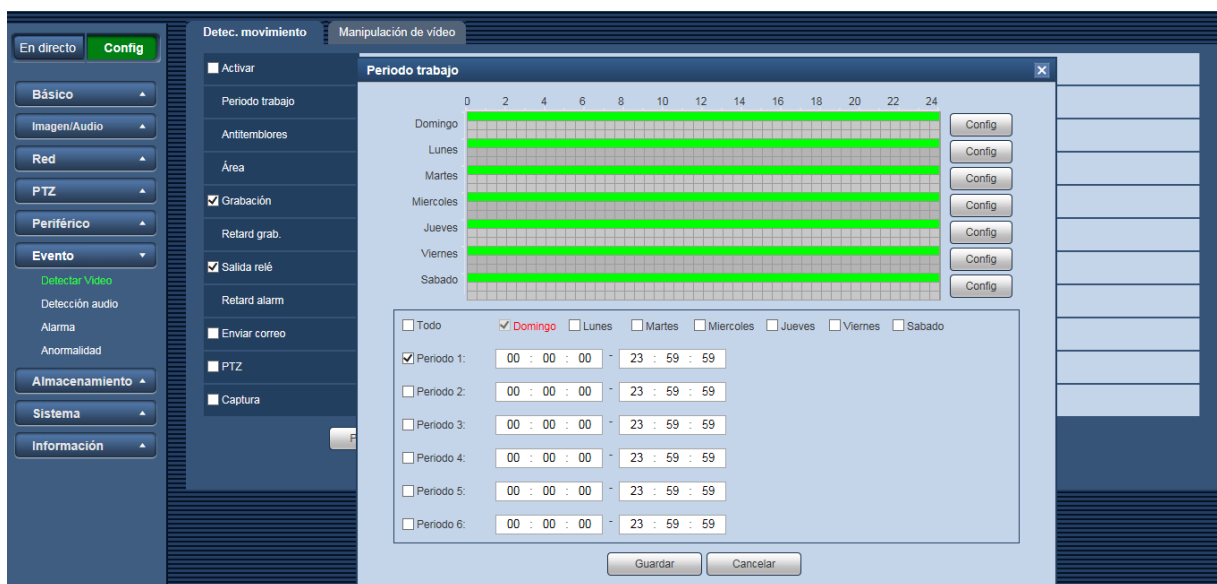 En directo Config
Básico
Imagen/Audio
Red
PTZ
Periférico
Evento
Detectar Video
Detección audio
Alarma
Anormalidad
Almacenamiento
Sistema
Información
Detec. movimiento Manipulación de vídeo
Activar
Periodo trabajo
Antitemblores
Área
Grabación
Retard grab.
Salida relé
Retard alarm
Enviar correo
PTZ
Captura
Periodo trabajo
0 2 4 6 8 10 12 14 16 18 20 22 24
Domingo Config
Lunes Config
Martes Config
Miercoles Config
Jueves Config
Viernes Config
Sabado Config
Todo Domingo Lunes Martes Miercoles Jueves Viernes Sabado
Periodo 1: 00 : 00 : 00 - 23 : 59 : 59
Periodo 2: 00 : 00 : 00 - 23 : 59 : 59
Periodo 3: 00 : 00 : 00 - 23 : 59 : 59
Periodo 4: 00 : 00 : 00 - 23 : 59 : 59
Periodo 5: 00 : 00 : 00 - 23 : 59 : 59
Periodo 6: 00 : 00 : 00 - 23 : 59 : 59
Guardar Cancelar